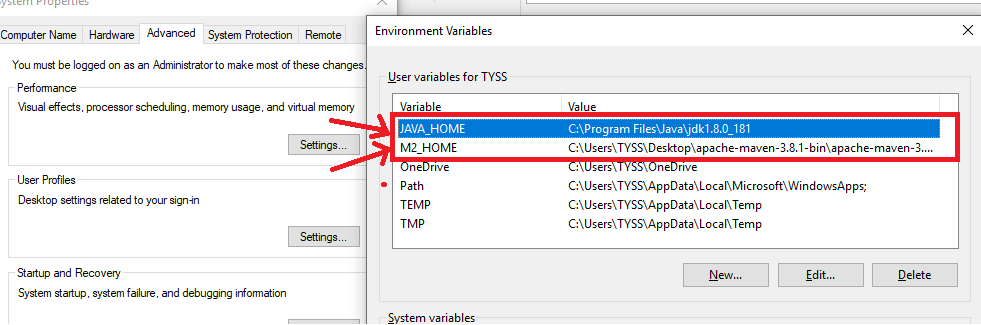 System Properties
Computer Name Hardware Advanced System Protection Remote
You must be logged on as an Administrator to make most of these changes.
Performance
Visual effects, processor scheduling, memory usage, and virtual memory
Settings...
User Profiles
Desktop settings related to your sign-in
Settings...
Startup and Recovery
System startup, system failure, and debugging information
Environment Variables
User variables for TYSS
Variable Value
JAVA_HOME C:\Program Files\Java\jdk1.8.0_181
M2_HOME C:\Users\TYSS\Desktop\apache-maven-3.8.1-bin\apache-maven-3....
OneDrive C:\Users\TYSS\OneDrive
Path C:\Users\TYSS\AppData\Local\Microsoft\WindowsApps;
TEMP C:\Users\TYSS\AppData\Local\Temp
TMP C:\Users\TYSS\AppData\Local\Temp
New... Edit... Delete
System variables